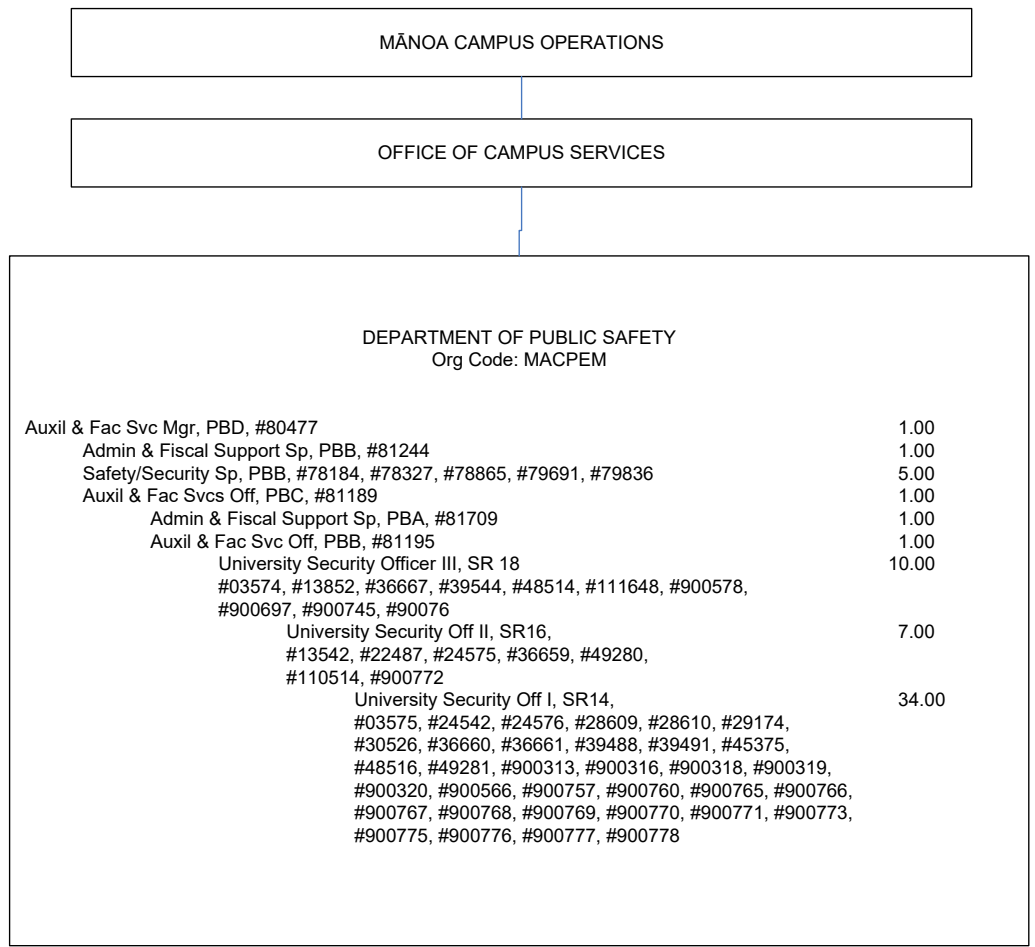 MĀNOA CAMPUS OPERATIONS
OFFICE OF CAMPUS SERVICES
DEPARTMENT OF PUBLIC SAFETY
Org Code: MACPEM
Auxil & Fac Svc Mgr, PBD, #80477 1.00
Admin & Fiscal Support Sp, PBB, #81244 1.00
Safety/Security Sp, PBB, #78184, #78327, #78865, #79691, #79836 5.00
Auxil & Fac Svcs Off, PBC, #81189 1.00
Admin & Fiscal Support Sp, PBA, #81709 1.00
Auxil & Fac Svc Off, PBB, #81195 1.00
University Security Officer III, SR 18 10.00
#03574, #13852, #36667, #39544, #48514, #111648, #900578,
#900697, #900745, #90076
University Security Off II, SR16, 7.00
#13542, #22487, #24575, #36659, #49280,
#110514, #900772
University Security Off I, SR14, 34.00
#03575, #24542, #24576, #28609, #28610, #29174,
#30526, #36660, #36661, #39488, #39491, #45375,
#48516, #49281, #900313, #900316, #900318, #900319,
#900320, #900566, #900757, #900760, #900765, #900766,
#900767, #900768, #900769, #900770, #900771, #900773,
#900775, #900776, #900777, #900778